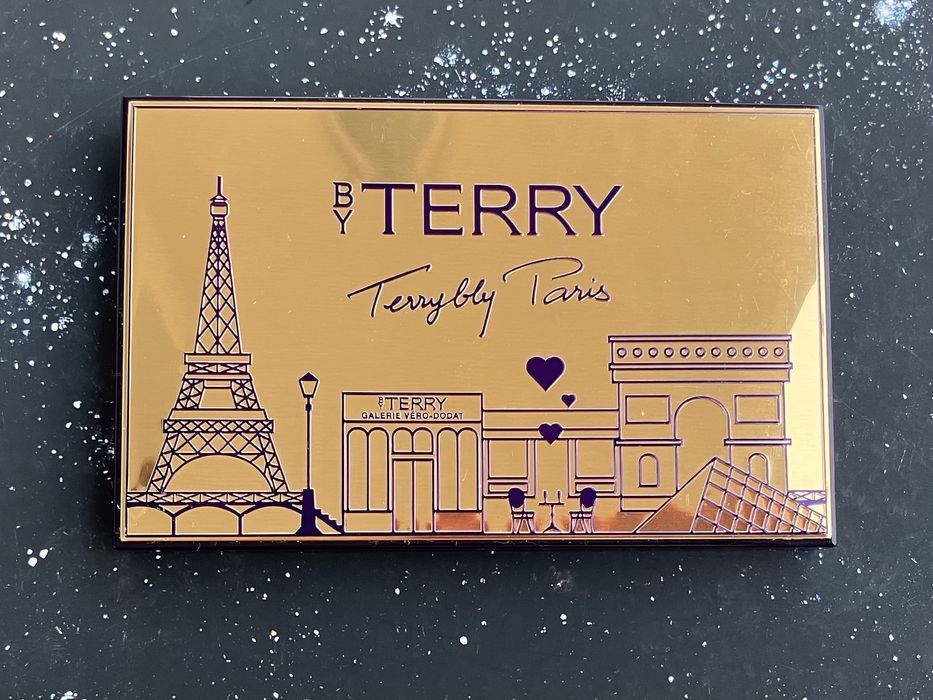 BY TERRY
Terrybly Paris
BY TERRY
GALERIE VÉRO-DODAT